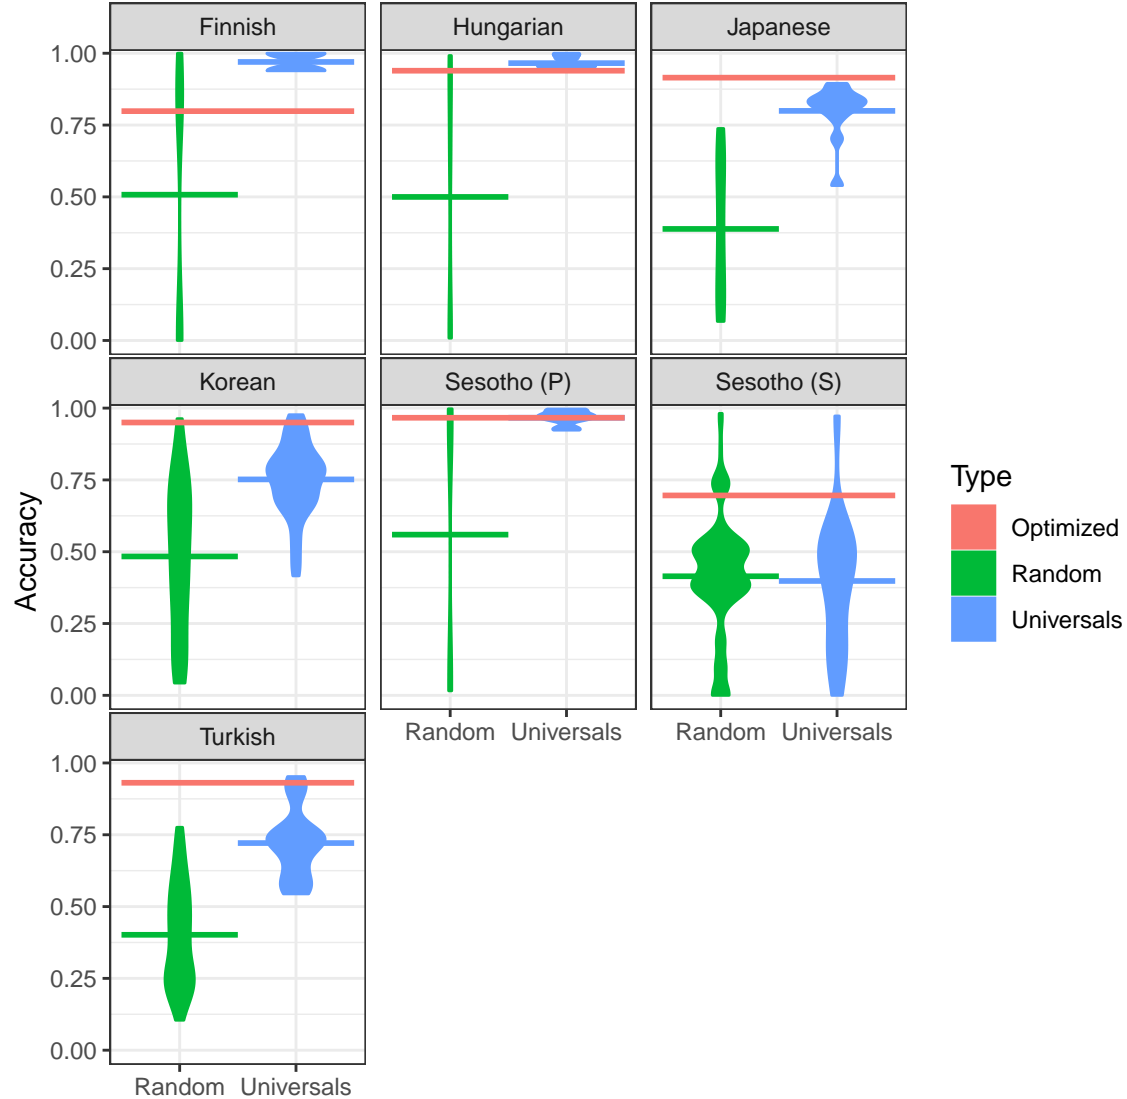 Finnish
Hungarian
Japanese
1.00
0.75
0.50
0.25
0.00
Korean
Sesotho (P)
Sesotho (S)
1.00
0.75
0.50
0.25
0.00
Random Universals
Random Universals
Turkish
1.00
0.75
0.50
0.25
0.00
Random Universals
Accuracy
Type
Optimized
Random
Universals